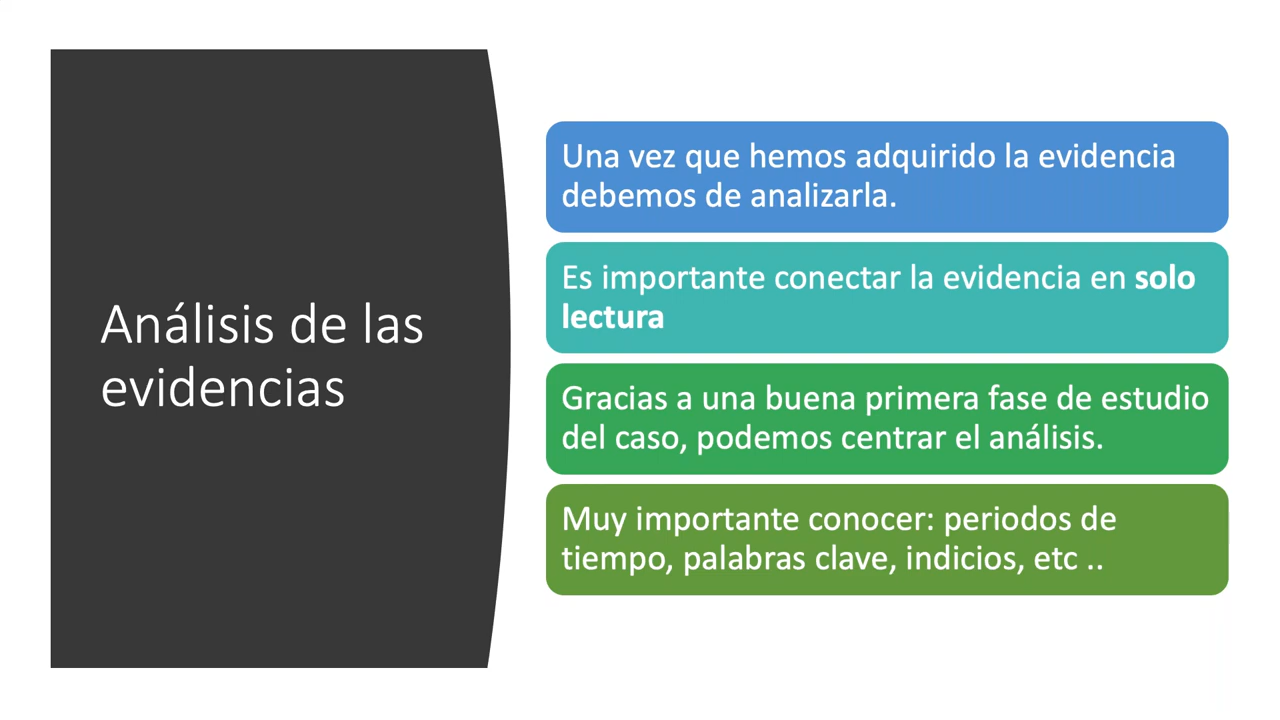 Análisis de las
evidencias
Una vez que hemos adquirido la evidencia
debemos de analizarla.
Es importante conectar la evidencia en solo
lectura
Gracias a una buena primera fase de estudio
del caso, podemos centrar el análisis.
Muy importante conocer: periodos de
tiempo, palabras clave, indicios, etc ..